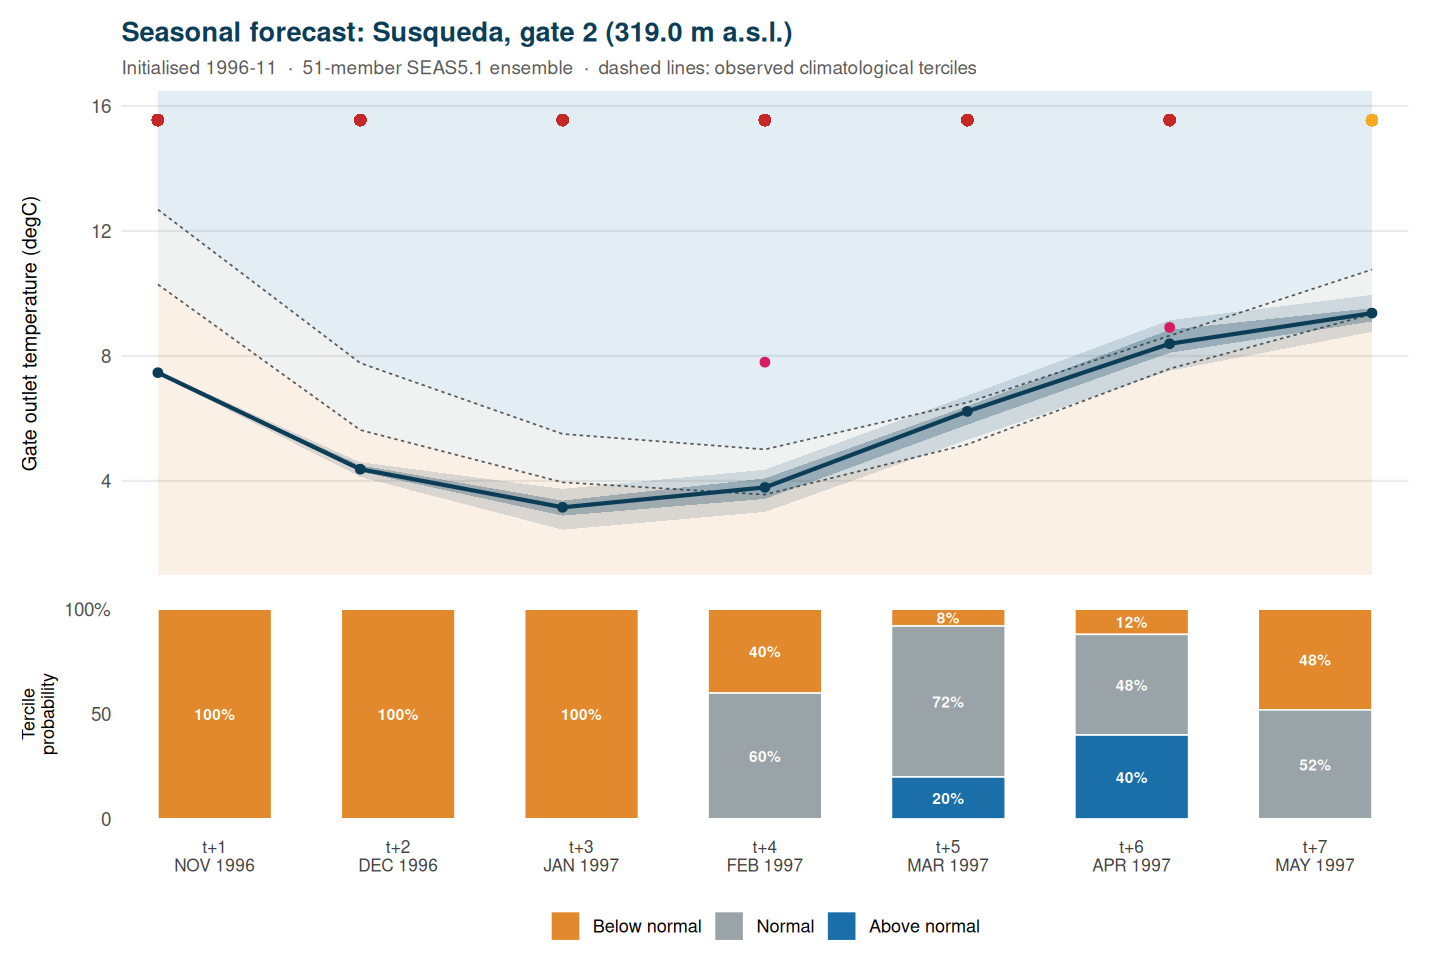 Seasonal forecast: Susqueda, gate 2 (319.0 m a.s.l.)
Initialised 1996-11 · 51-member SEAS5.1 ensemble · dashed lines: observed climatological terciles
Gate outlet temperature (degC)
16
12
8
4
Tercile
probability
100%
50
0
100%
100%
100%
40%
60%
8%
72%
20%
12%
48%
40%
48%
52%
t+1
NOV 1996
t+2
DEC 1996
t+3
JAN 1997
t+4
FEB 1997
t+5
MAR 1997
t+6
APR 1997
t+7
MAY 1997
Below normal
Normal
Above normal